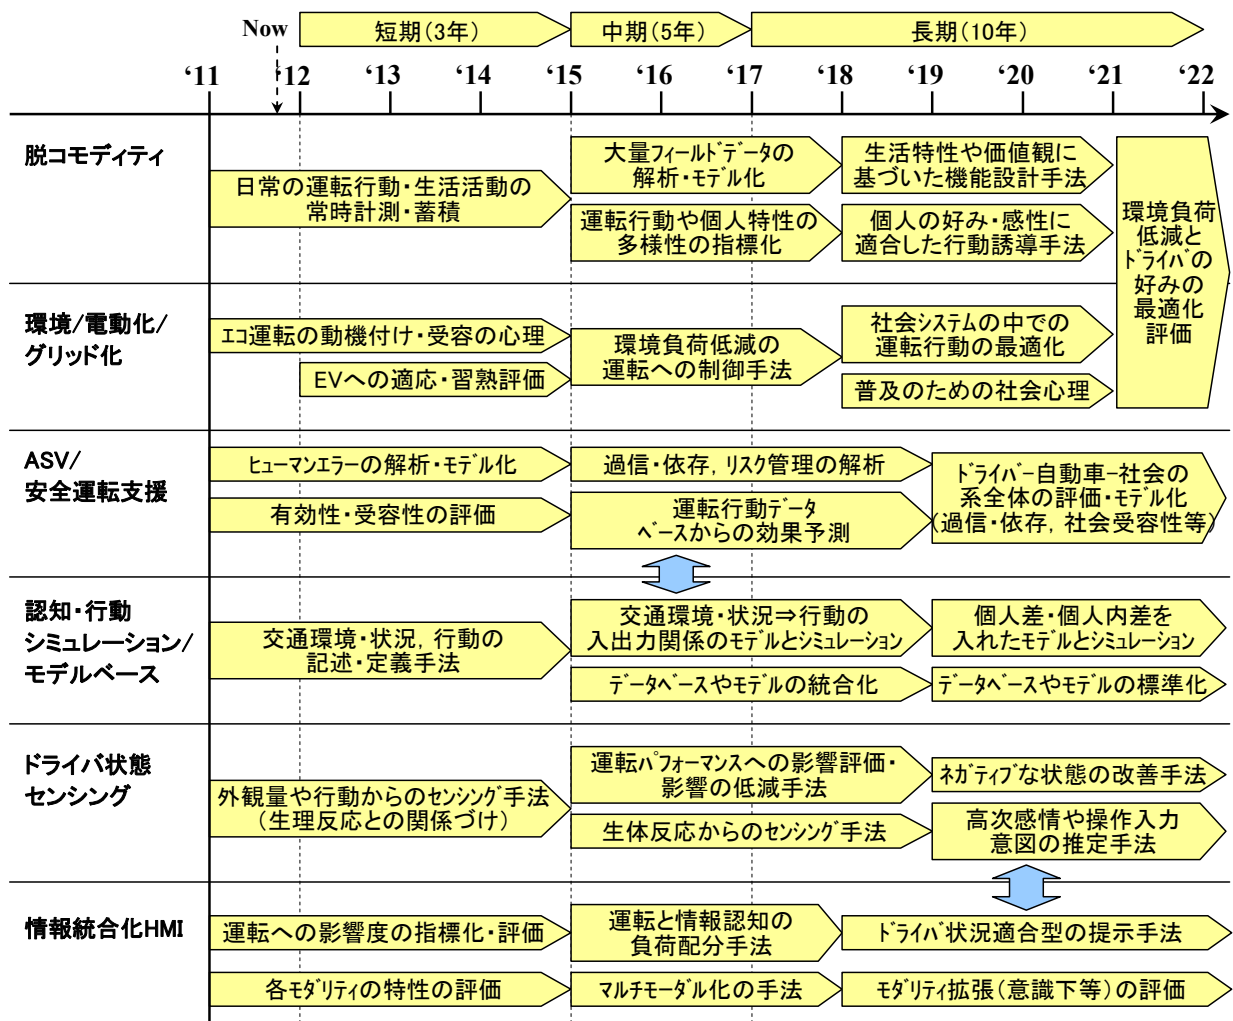 Now
短期(3年)
中期(5年)
長期(10年)
‘11
‘12
‘13
‘14
‘15
‘16
‘17
‘18
‘19
‘20
‘21
‘22
脱コモディティ
日常の運転行動・生活活動の
常時計測・蓄積
大量フィールドデータの
解析・モデル化
運転行動や個人特性の
多様性の指標化
生活特性や価値観に
基づいた機能設計手法
個人の好み・感性に
適合した行動誘導手法
環境負荷
低減と
ドライバの
好みの
最適化
評価
環境/電動化/
グリッド化
エコ運転の動機付け・受容の心理
EVへの適応・習熟評価
環境負荷低減の
運転への制御手法
社会システムの中での
運転行動の最適化
普及のための社会心理
ASV/
安全運転支援
ヒューマンエラーの解析・モデル化
有効性・受容性の評価
過信・依存, リスク管理の解析
運転行動データ
ベースからの効果予測
ドライバ-自動車-社会の
系全体の評価・モデル化
(過信・依存, 社会受容性等)
認知・行動
シミュレーション/
モデルベース
交通環境・状況, 行動の
記述・定義手法
交通環境・状況⇒行動の
入出力関係のモデルとシミュレーション
データベースやモデルの統合化
個人差・個人内差を
入れたモデルとシミュレーション
データベースやモデルの標準化
ドライバ状態
センシング
外観量や行動からのセンシング手法
(生理反応との関係づけ)
運転パフォーマンスへの影響評価・
影響の低減手法
生体反応からのセンシング手法
ネガティブな状態の改善手法
高次感情や操作入力
意図の推定手法
情報統合化HMI
運転への影響度の指標化・評価
各モダリティの特性の評価
運転と情報認知の
負荷配分手法
マルチモーダル化の手法
ドライバ状況適合型の提示手法
モダリティ拡張(意識下等)の評価